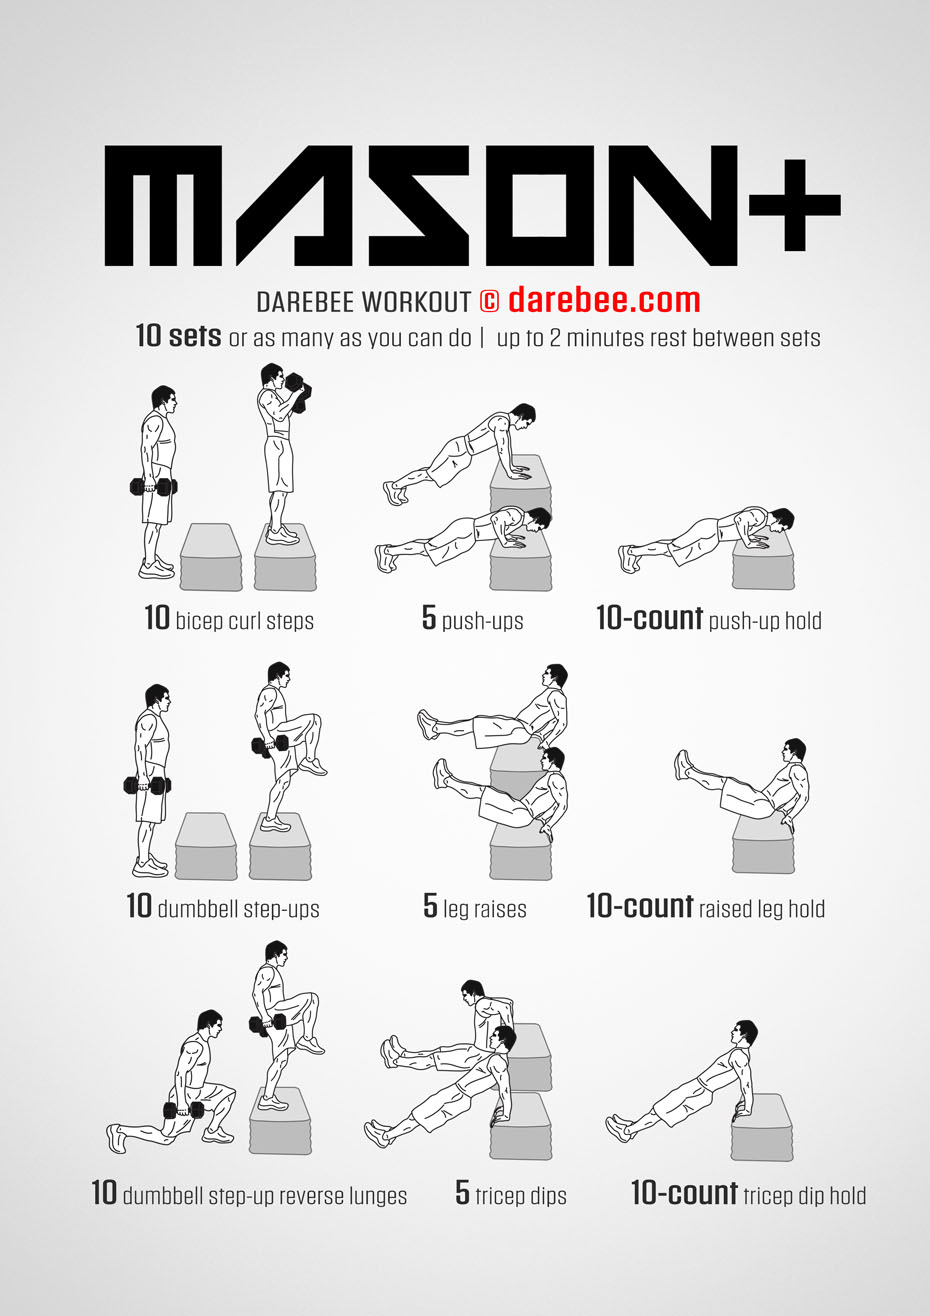 MASON+
DAREBEE WORKOUT © darebee.com
10 sets or as many as you can do | up to 2 minutes rest between sets
10 bicep curl steps
5 push-ups
10-count push-up hold
10 dumbbell step-ups
5 leg raises
10-count raised leg hold
10 dumbbell step-up reverse lunges
5 tricep dips
10-count tricep dip hold